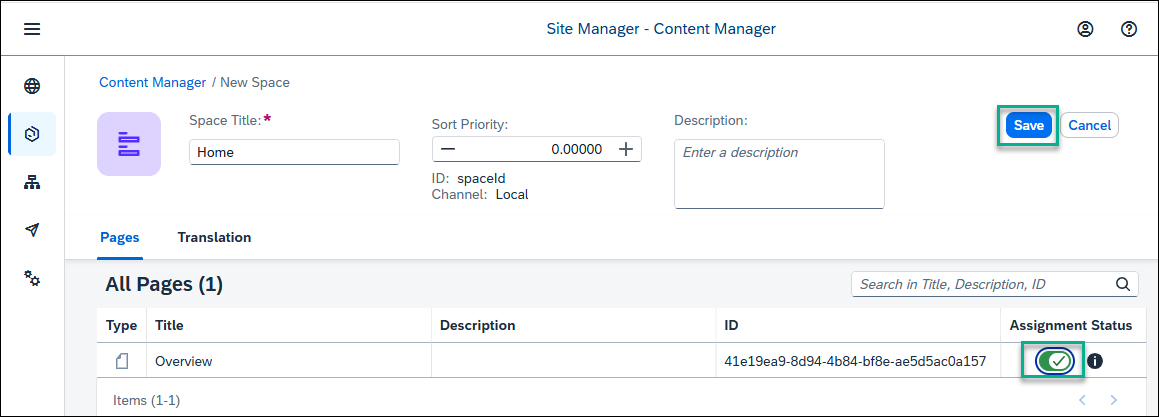 Site Manager - Content Manager
Content Manager / New Space
Space Title:*
Home
Sort Priority:
0.00000
ID: spaceId
Channel: Local
Description:
Enter a description
Save
Cancel
Pages
Translation
All Pages (1)
Search in Title, Description, ID
Type Title Description ID Assignment Status
Overview 41e19ea9-8d94-4b84-bf8e-ae5d5ac0a157
Items (1-1)